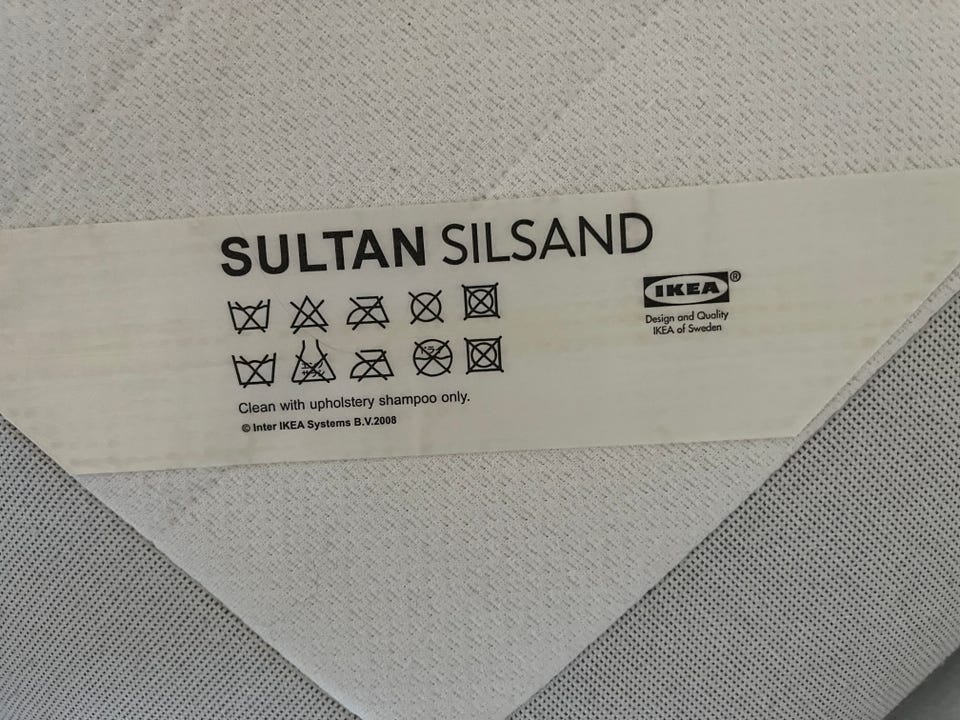 SULTAN SILSAND
IKEA®
Design and Quality
IKEA of Sweden
Clean with upholstery shampoo only.
© Inter IKEA Systems B.V.2008